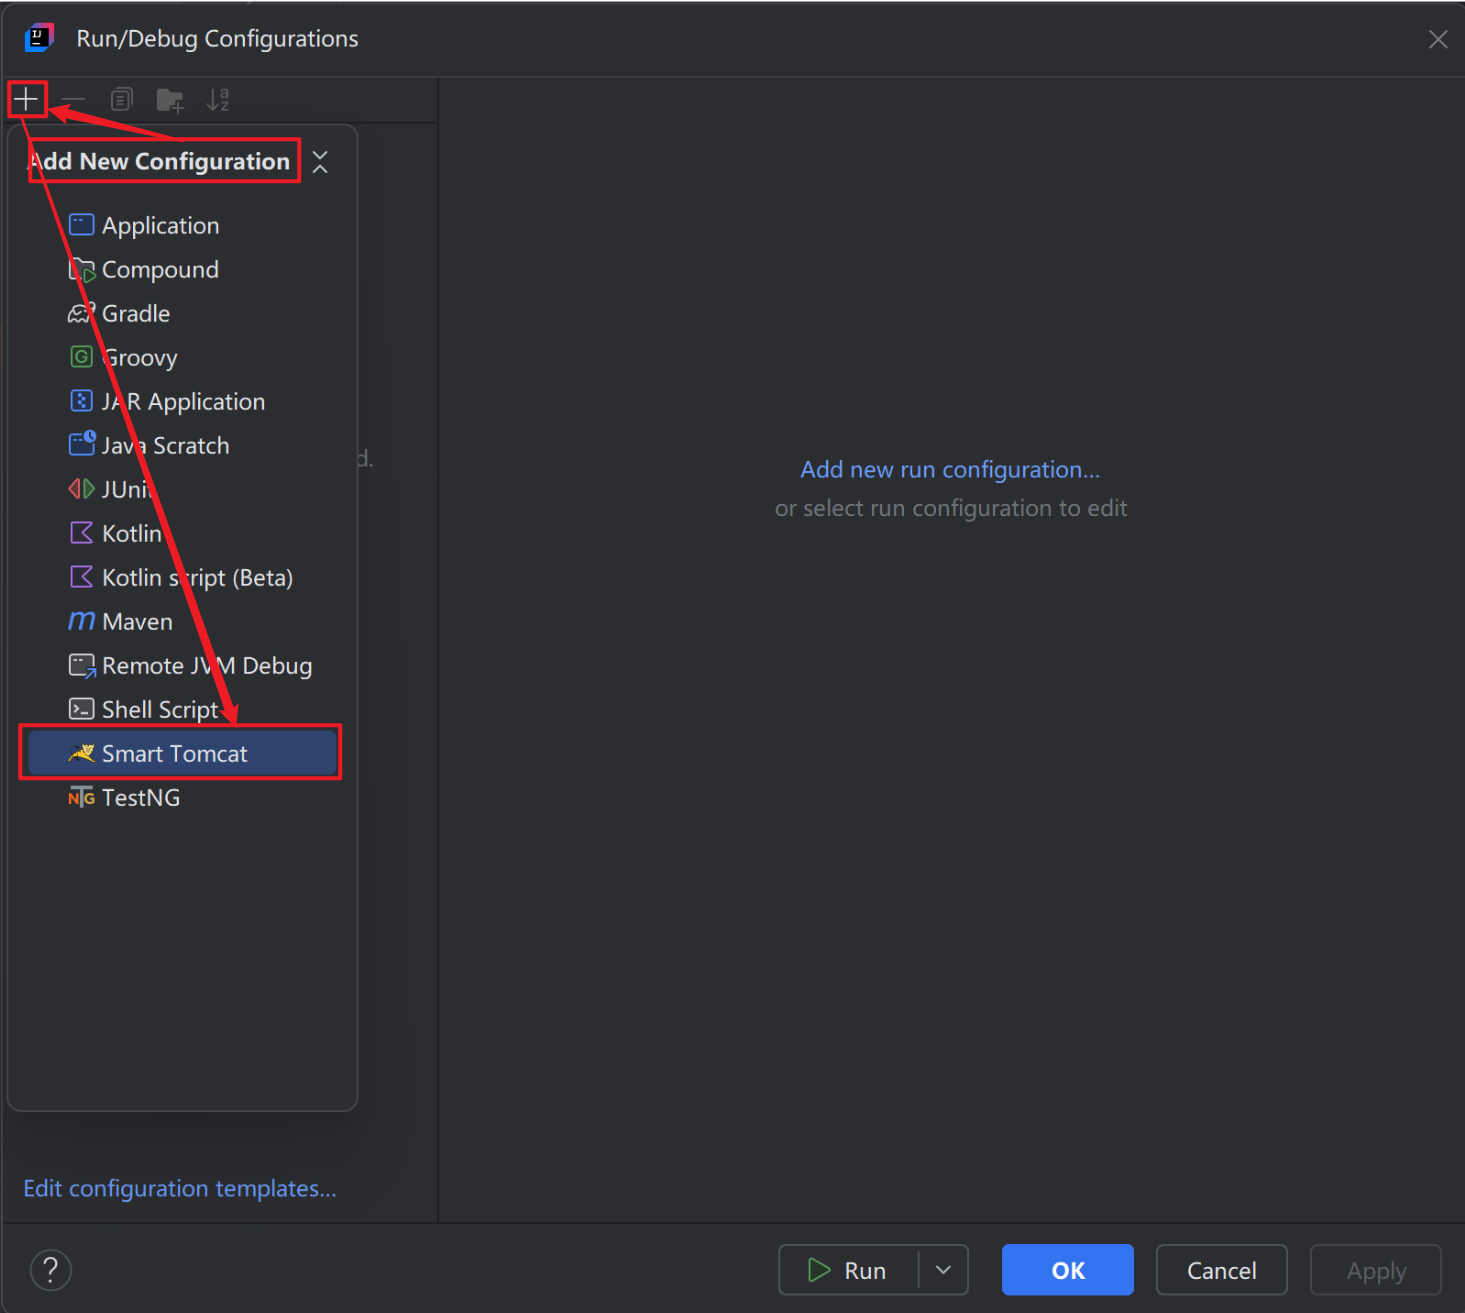 Run/Debug Configurations
Add New Configuration
Application
Compound
Gradle
Groovy
JAR Application
Java Scratch
d.
JUnit
Kotlin
Kotlin script (Beta)
Maven
Remote JVM Debug
Shell Script
Smart Tomcat
TestNG
Add new run configuration...
or select run configuration to edit
Edit configuration templates...
?
Run
OK
Cancel
Apply